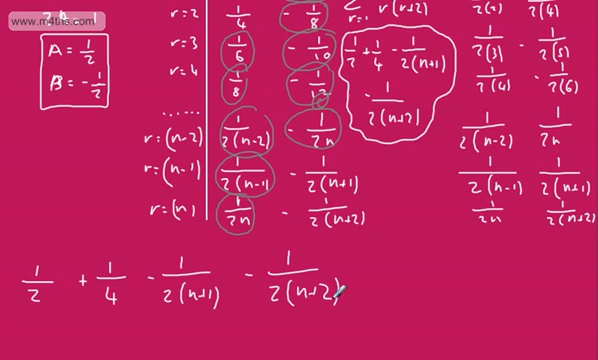 www.m4ths.com
r=2 1/4 - 1/8
r=1 r(r+2)
A = 1/2
B = -1/2
r=3 1/6 - 1/10
r=4 1/8 - 1/12
1/2 + 1/4 - 1/2(n+1)
- 1/2(n+2)
1/2(3) - 1/2(5)
1/2(4) - 1/2(6)
......
r=(n-2) 1/2(n-2) - 1/2n
r=(n-1) 1/2(n-1) - 1/2(n+1)
r=(n) 1/2n - 1/2(n+2)
1/2(n-2) 1/2n
1/2(n-1) 1/2(n+1)
1/2n 1/2(n+2)
1/2 + 1/4 - 1/2(n+1) - 1/2(n+2)